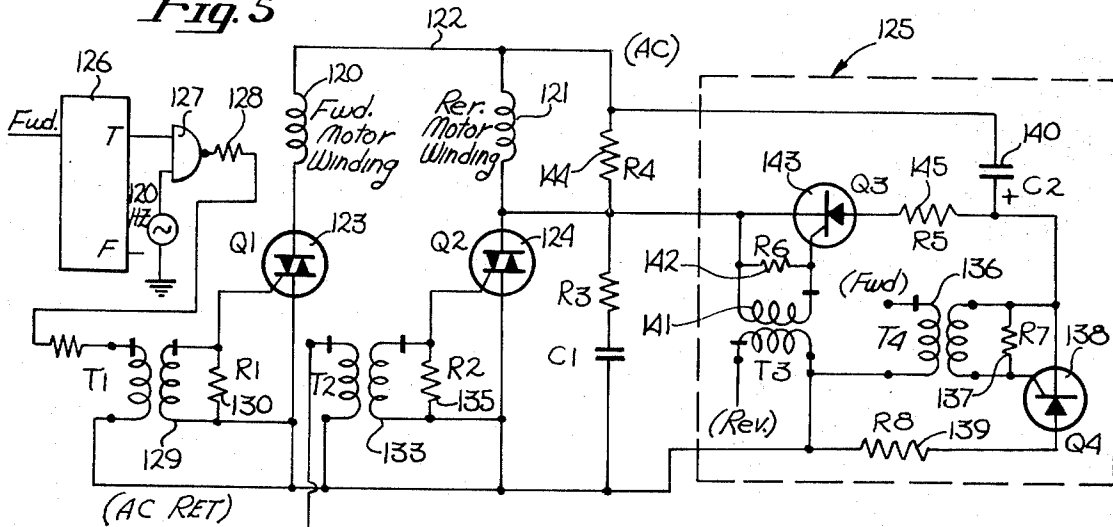 Fig. 5
122
(AC)
125
126
127
128
120
Fwd.
Motor
Winding
Rer.
Motor
Winding
121
Fwd.
T
120
HZ
F
144
R4
140
C2
+
143
Q3
145
R5
Q1
123
Q2
124
142
R6
141
R3
C1
T3
(Rev.)
(Fwd)
136
T4
R7
137
138
Q4
R8
139
T1
R1
130
129
T2
R2
135
133
(AC RET)